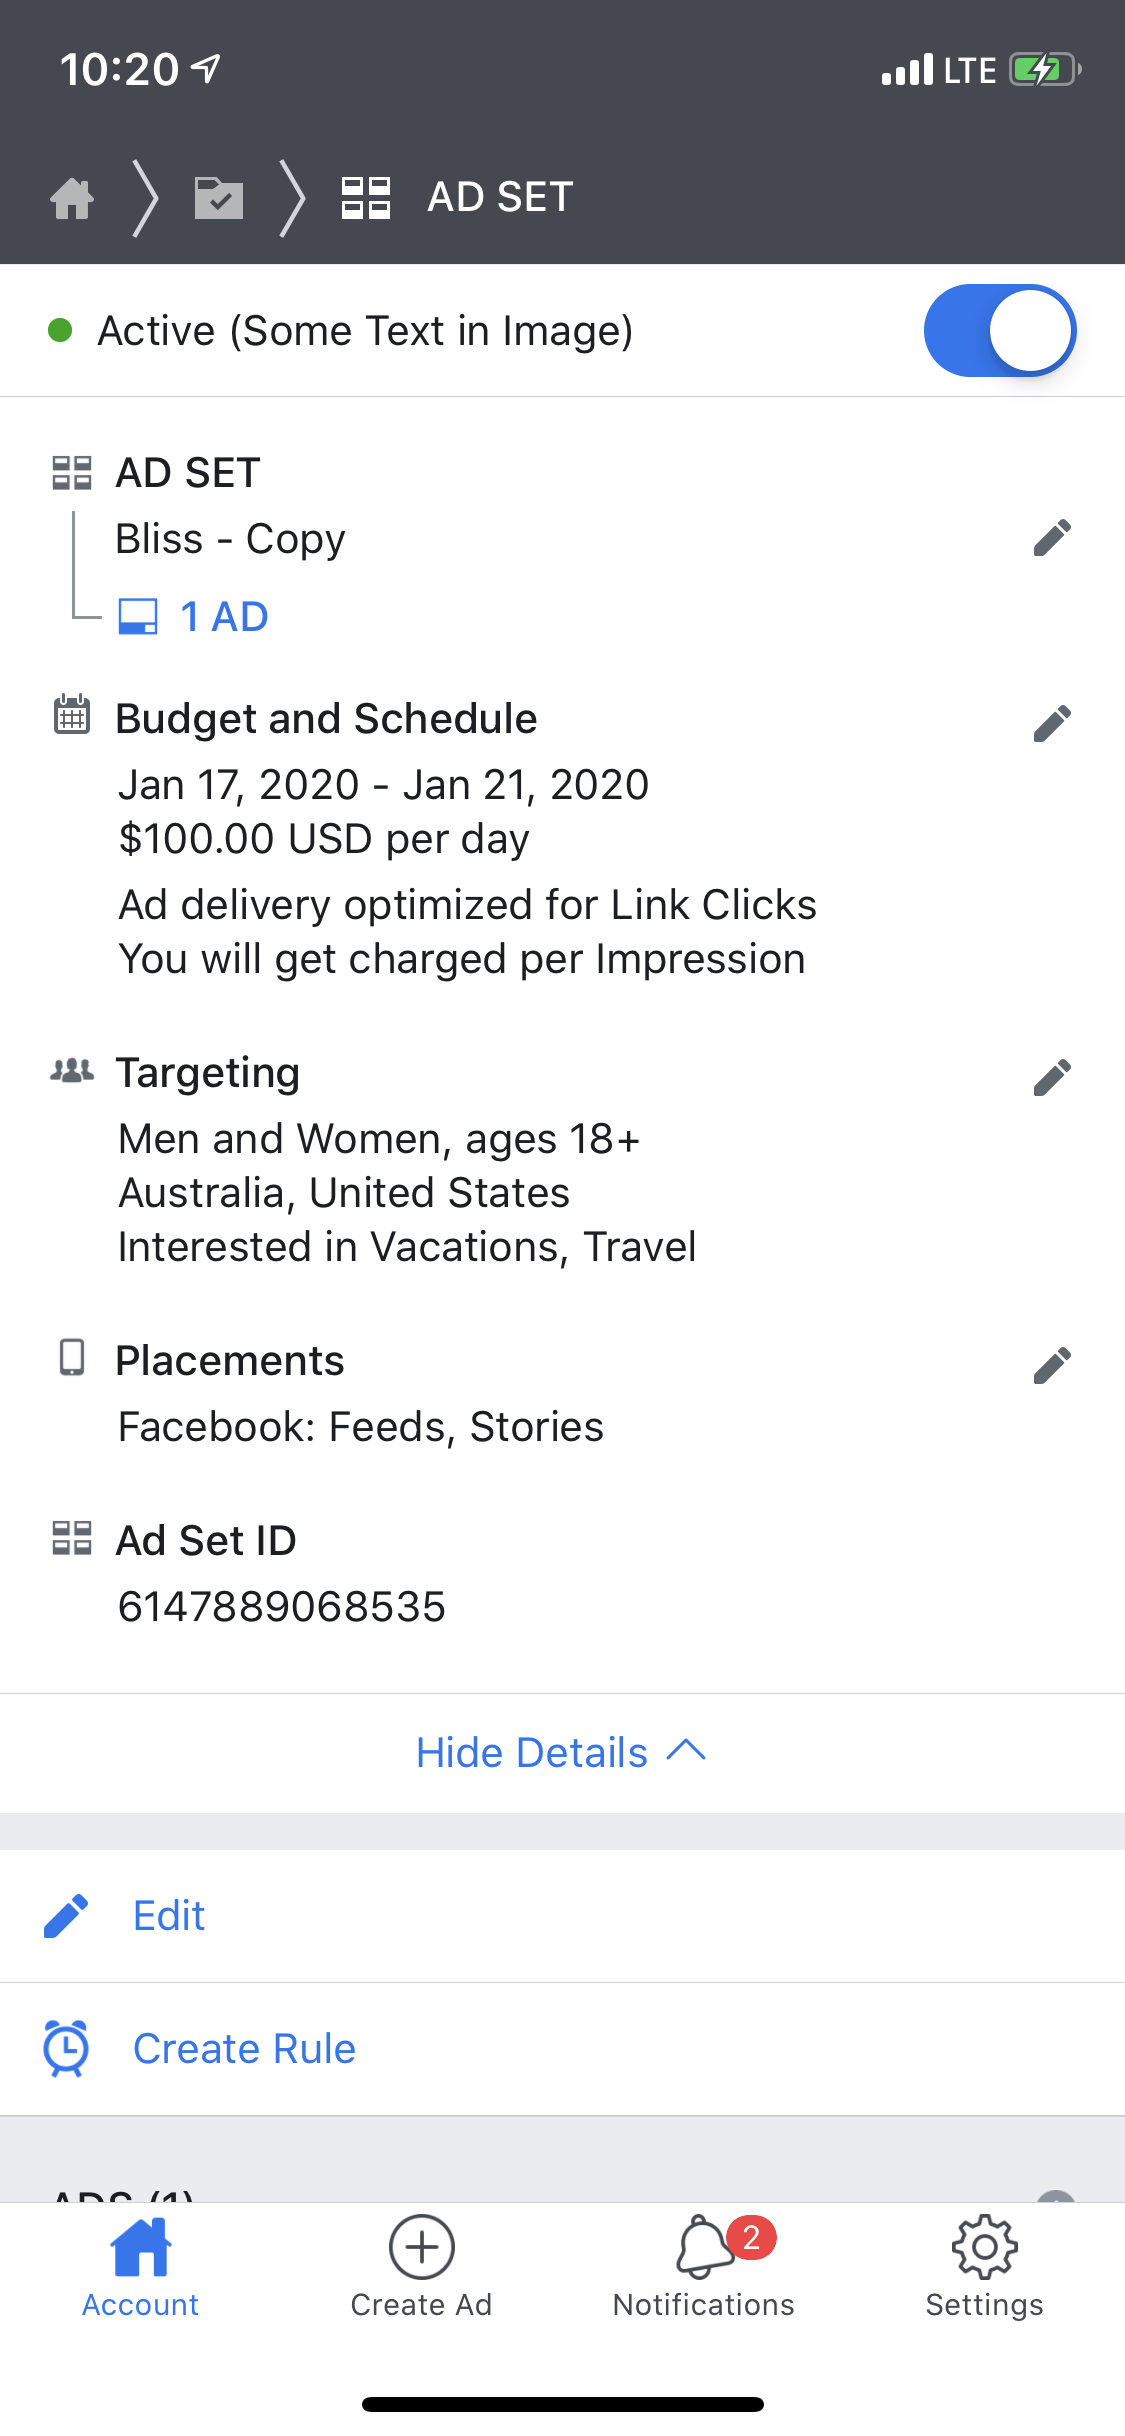 10:20
LTE
AD SET
Active (Some Text in Image)
AD SET
Bliss - Copy
1 AD
Budget and Schedule
Jan 17, 2020 - Jan 21, 2020
$100.00 USD per day
Ad delivery optimized for Link Clicks
You will get charged per Impression
Targeting
Men and Women, ages 18+
Australia, United States
Interested in Vacations, Travel
Placements
Facebook: Feeds, Stories
Ad Set ID
6147889068535
Hide Details
Edit
Create Rule
ADS (1)
2
Account
Create Ad
Notifications
Settings